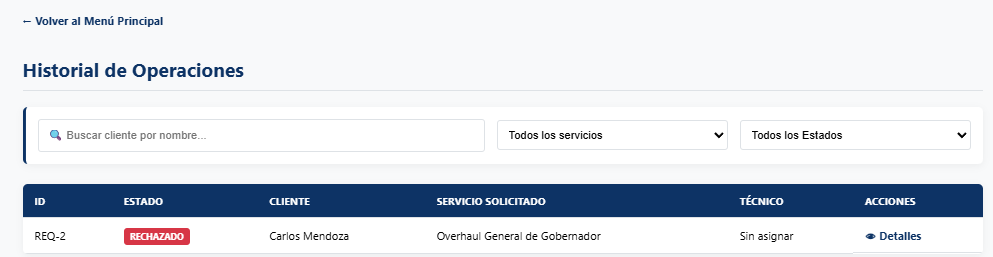 ← Volver al Menú Principal
Historial de Operaciones
Buscar cliente por nombre... Todos los servicios Todos los Estados
ID ESTADO CLIENTE SERVICIO SOLICITADO TÉCNICO ACCIONES
REQ-2 RECHAZADO Carlos Mendoza Overhaul General de Gobernador Sin asignar Detalles